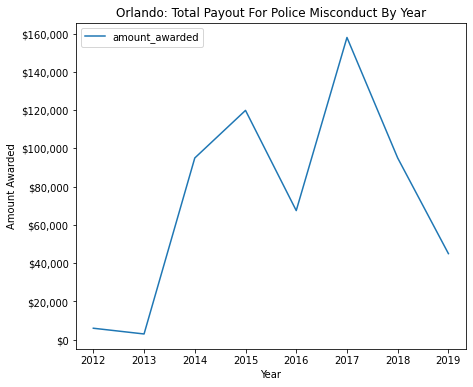 Orlando: Total Payout For Police Misconduct By Year
amount_awarded
$160,000
$140,000
$120,000
$100,000
$80,000
$60,000
$40,000
$20,000
$0
Amount Awarded
2012 2013 2014 2015 2016 2017 2018 2019
Year